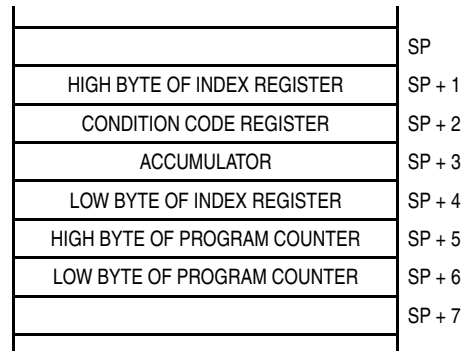 SP
HIGH BYTE OF INDEX REGISTER SP + 1
CONDITION CODE REGISTER SP + 2
ACCUMULATOR SP + 3
LOW BYTE OF INDEX REGISTER SP + 4
HIGH BYTE OF PROGRAM COUNTER SP + 5
LOW BYTE OF PROGRAM COUNTER SP + 6
SP + 7